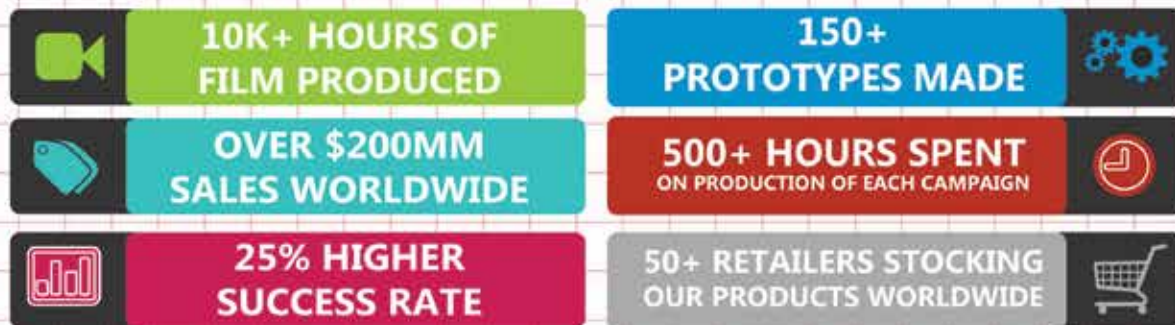 10K+ HOURS OF
FILM PRODUCED
150+
PROTOTYPES MADE
OVER $200MM
SALES WORLDWIDE
500+ HOURS SPENT
ON PRODUCTION OF EACH CAMPAIGN
25% HIGHER
SUCCESS RATE
50+ RETAILERS STOCKING
OUR PRODUCTS WORLDWIDE